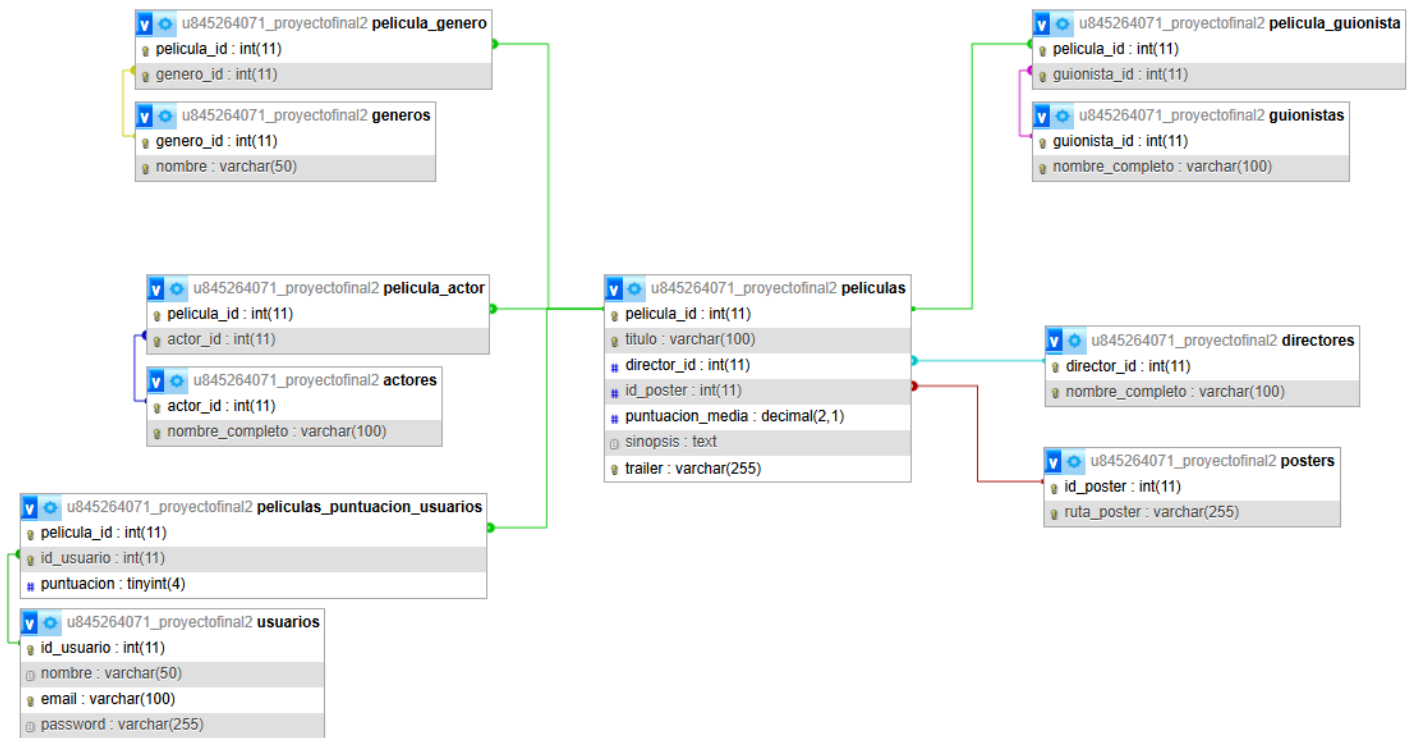 v u845264071_proyectofinal2 pelicula_genero
pelicula_id : int(11)
genero_id : int(11)
v u845264071_proyectofinal2 generos
genero_id : int(11)
nombre : varchar(50)
v u845264071_proyectofinal2 pelicula_guionista
pelicula_id : int(11)
guionista_id : int(11)
v u845264071_proyectofinal2 guionistas
guionista_id : int(11)
nombre_completo : varchar(100)
v u845264071_proyectofinal2 pelicula_actor
pelicula_id : int(11)
actor_id : int(11)
v u845264071_proyectofinal2 actores
actor_id : int(11)
nombre_completo : varchar(100)
v u845264071_proyectofinal2 peliculas
pelicula_id : int(11)
titulo : varchar(100)
# director_id : int(11)
# id_poster : int(11)
# puntuacion_media : decimal(2,1)
sinopsis : text
trailer : varchar(255)
v u845264071_proyectofinal2 directores
director_id : int(11)
nombre_completo : varchar(100)
v u845264071_proyectofinal2 posters
id_poster : int(11)
ruta_poster : varchar(255)
v u845264071_proyectofinal2 peliculas_puntuacion_usuarios
pelicula_id : int(11)
id_usuario : int(11)
# puntuacion : tinyint(4)
v u845264071_proyectofinal2 usuarios
id_usuario : int(11)
nombre : varchar(50)
email : varchar(100)
password : varchar(255)